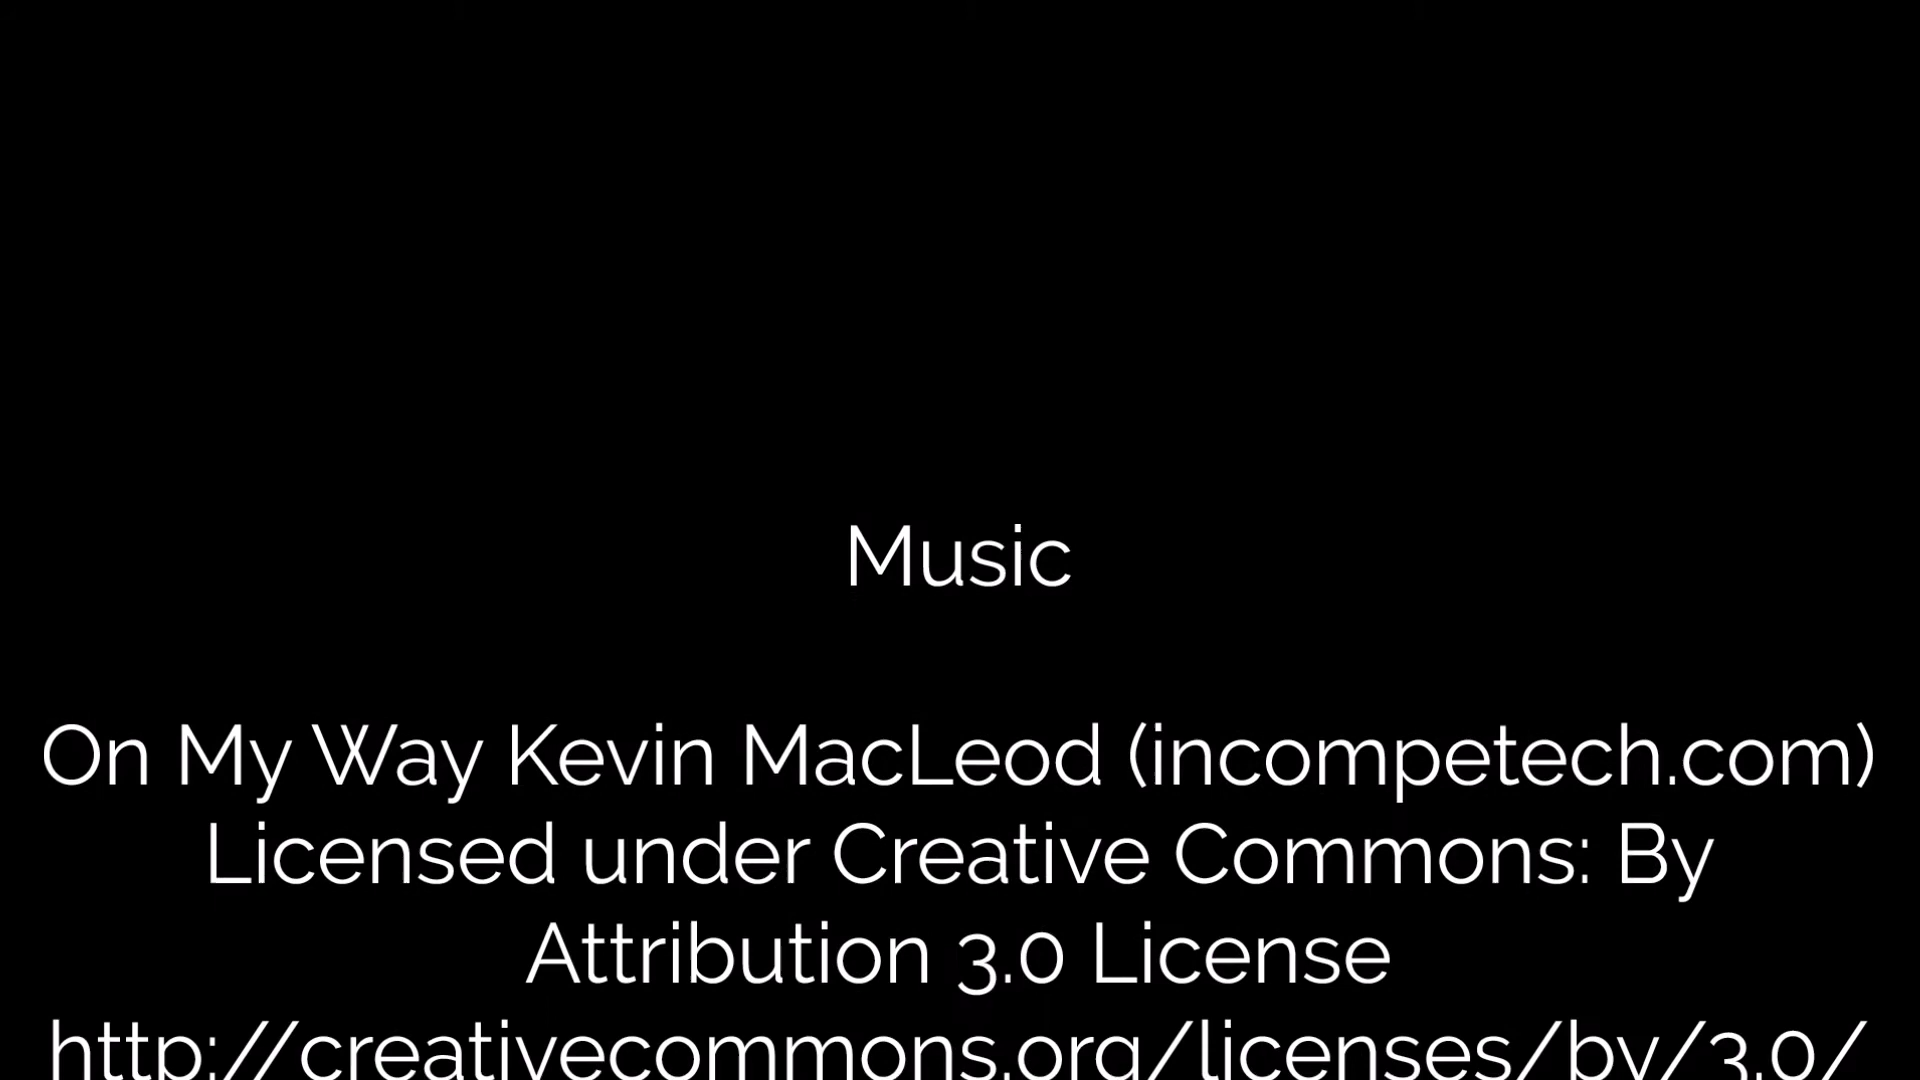 Music
On My Way Kevin MacLeod (incompetech.com)
Licensed under Creative Commons: By
Attribution 3.0 License
http://creativecommons.org/licenses/by/3.0/